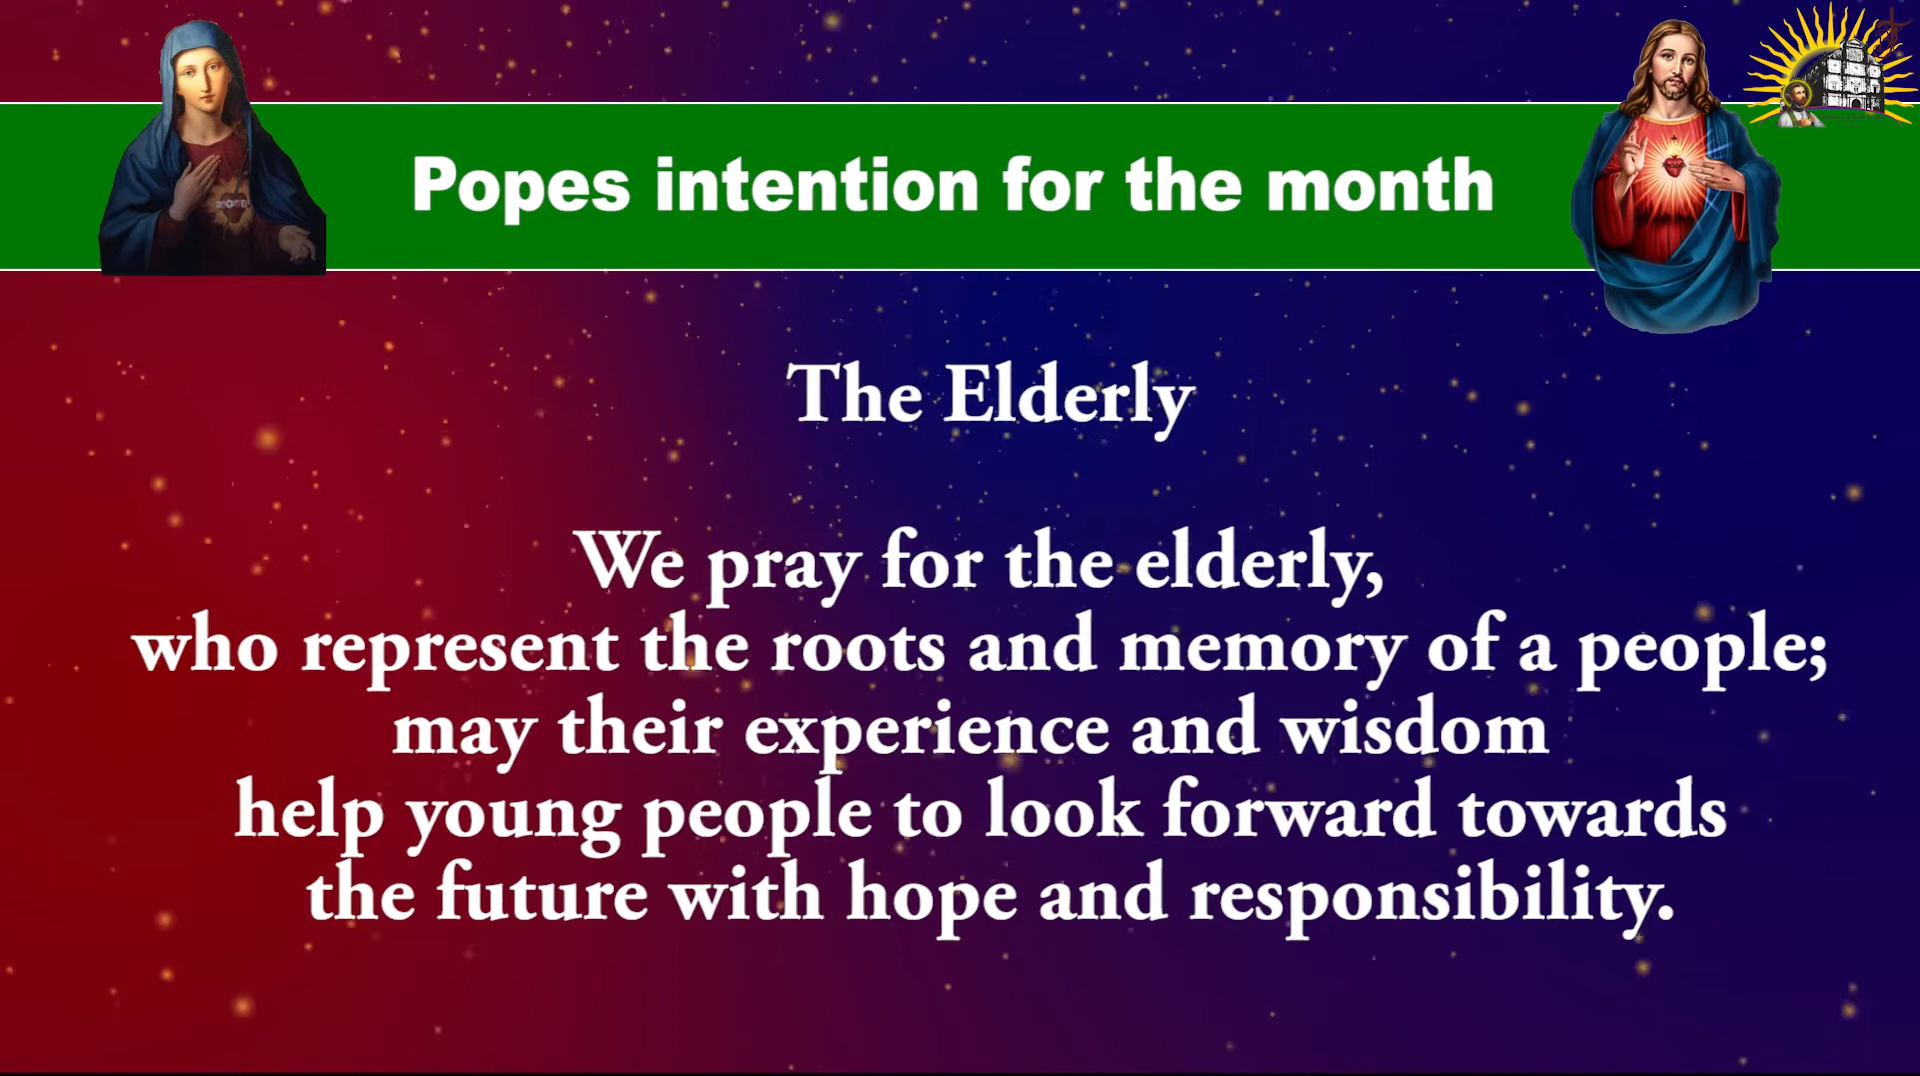 Popes intention for the month
The Elderly
We pray for the elderly,
who represent the roots and memory of a people;
may their experience and wisdom
help young people to look forward towards
the future with hope and responsibility.